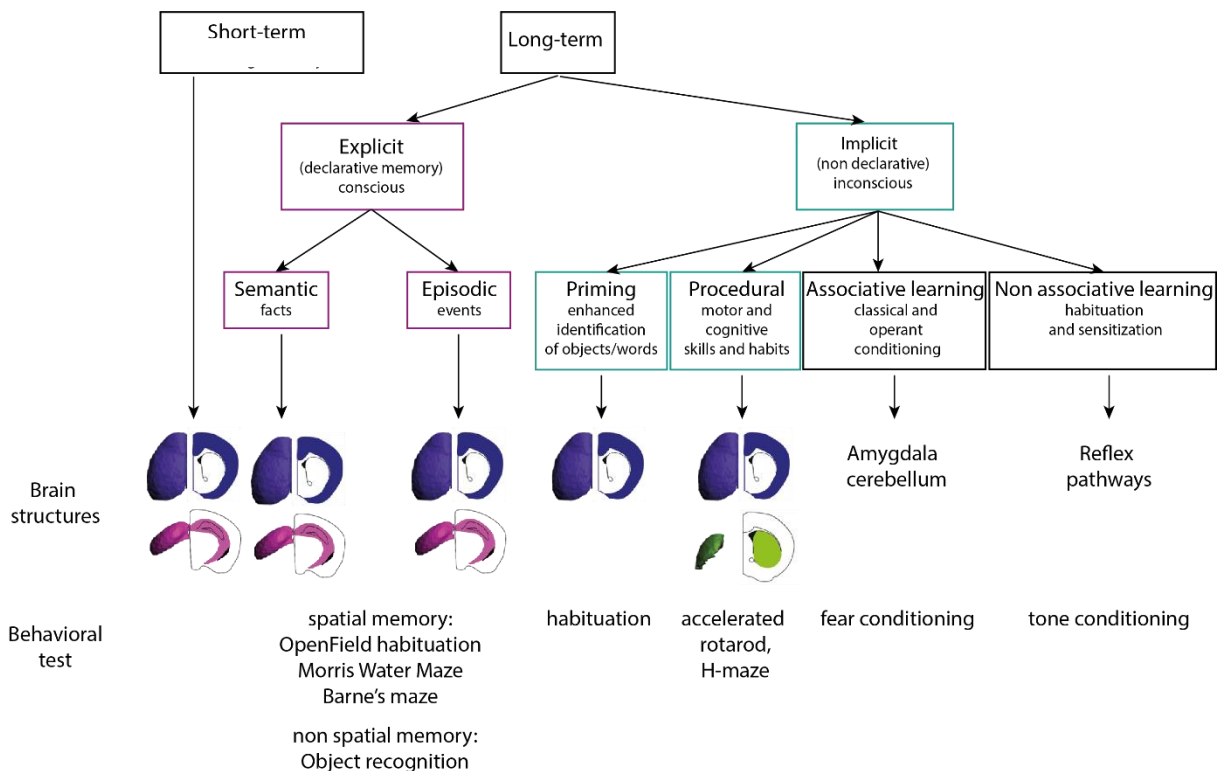 Short-term
Long-term
Explicit
(declarative memory)
conscious
Implicit
(non declarative)
inconscious
Semantic
facts
Episodic
events
Priming
enhanced
identification
of objects/words
Procedural
motor and
cognitive
skills and habits
Associative learning
classical and
operant
conditioning
Non associative learning
habituation
and sensitization
Brain
structures
Amygdala
cerebellum
Reflex
pathways
Behavioral
test
spatial memory:
OpenField habituation
Morris Water Maze
Barne's maze
non spatial memory:
Object recognition
habituation
accelerated
rotarod,
H-maze
fear conditioning
tone conditioning